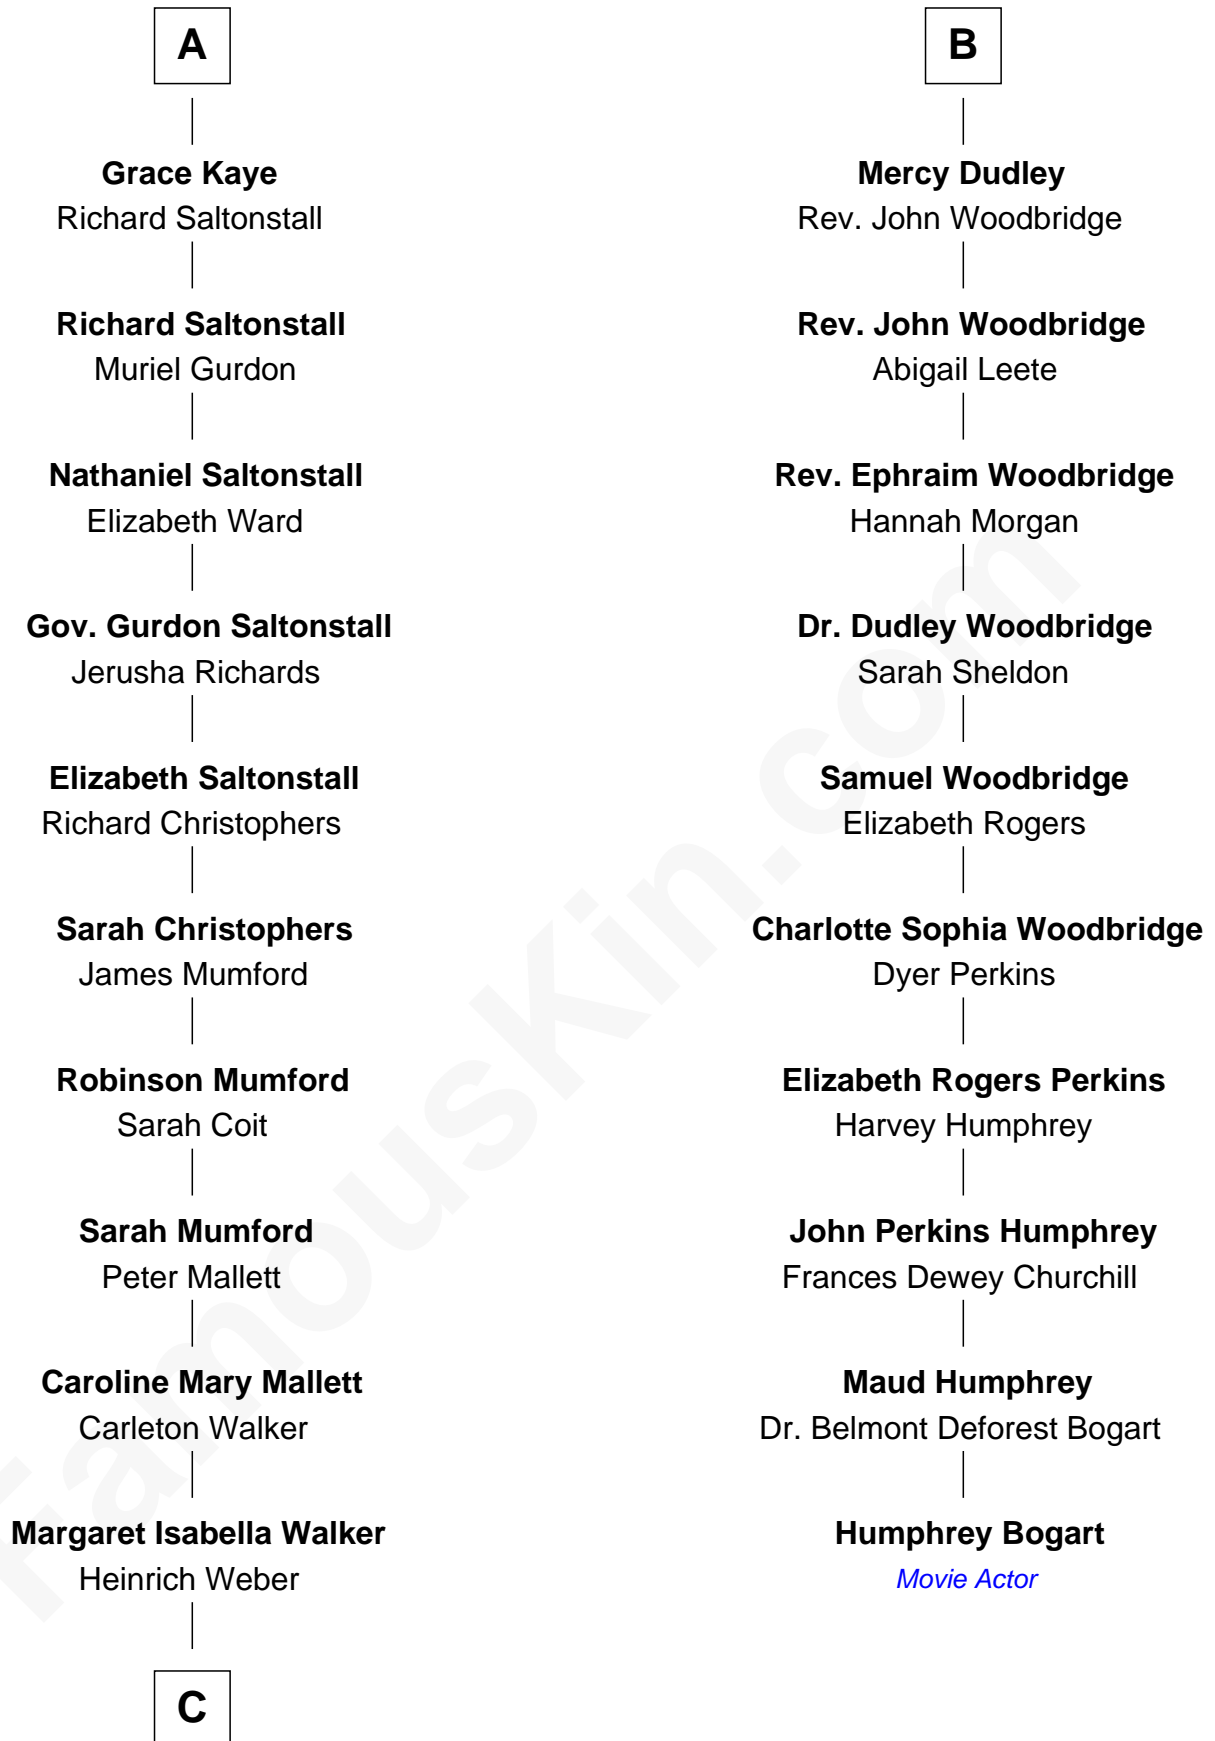 A
Grace Kaye
Richard Saltonstall
Richard Saltonstall
Muriel Gurdon
Nathaniel Saltonstall
Elizabeth Ward
Gov. Gurdon Saltonstall
Jerusha Richards
Elizabeth Saltonstall
Richard Christophers
Sarah Christophers
James Mumford
Robinson Mumford
Sarah Coit
Sarah Mumford
Peter Mallett
Caroline Mary Mallett
Carleton Walker
Margaret Isabella Walker
Heinrich Weber
C
B
Mercy Dudley
Rev. John Woodbridge
Rev. John Woodbridge
Abigail Leete
Rev. Ephraim Woodbridge
Hannah Morgan
Dr. Dudley Woodbridge
Sarah Sheldon
Samuel Woodbridge
Elizabeth Rogers
Charlotte Sophia Woodbridge
Dyer Perkins
Elizabeth Rogers Perkins
Harvey Humphrey
John Perkins Humphrey
Frances Dewey Churchill
Maud Humphrey
Dr. Belmont Deforest Bogart
Humphrey Bogart
Movie Actor
FamousKin.com